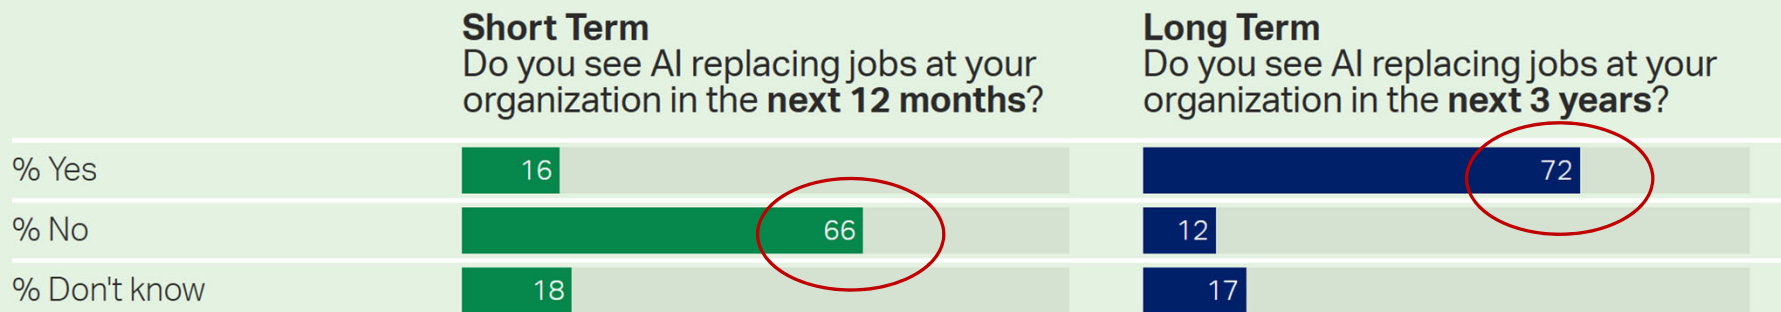 Short Term
Do you see AI replacing jobs at your
organization in the next 12 months?
Long Term
Do you see AI replacing jobs at your
organization in the next 3 years?
% Yes 16 72
% No 66 12
% Don't know 18 17